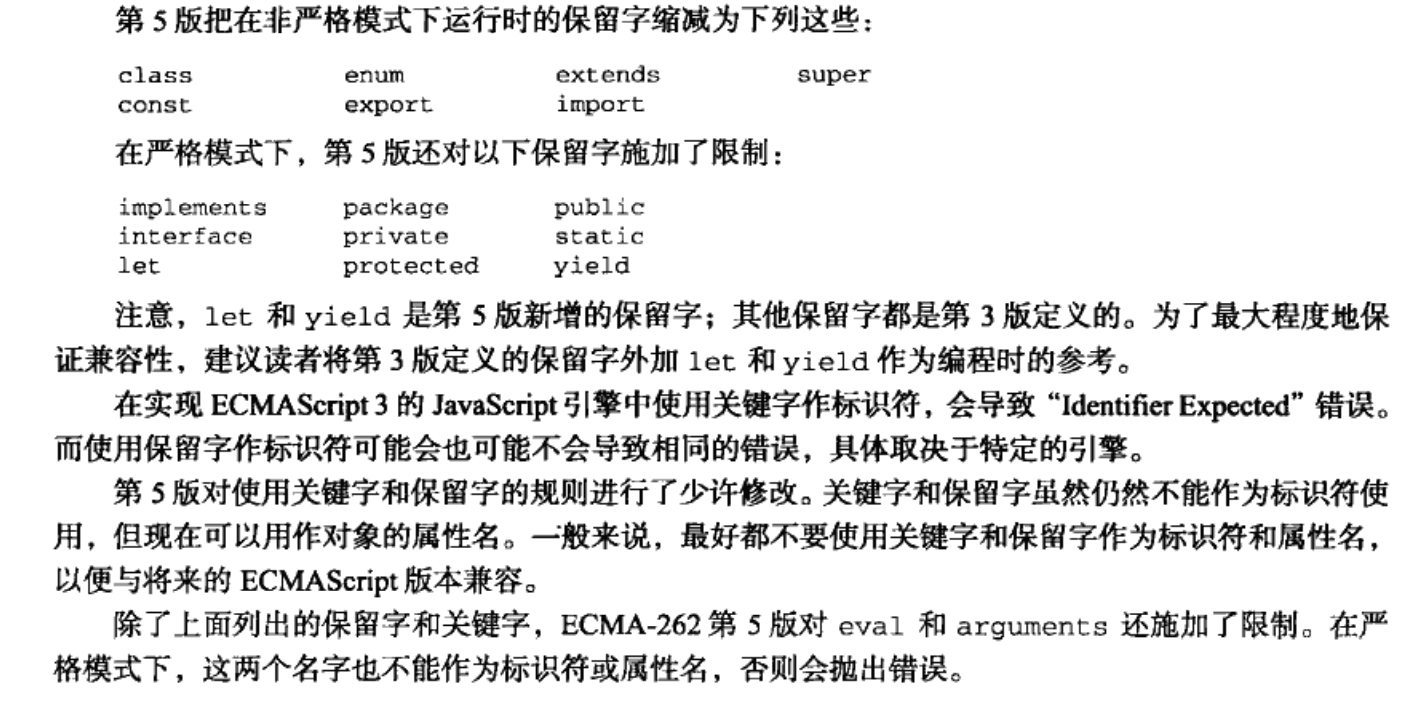 第 5 版把在非严格模式下运行时的保留字缩减为下列这些：
class enum extends super
const export import
在严格模式下，第 5 版还对以下保留字施加了限制：
implements package public
interface private static
let protected yield
注意，let 和 yield 是第 5 版新增的保留字；其他保留字都是第 3 版定义的。为了最大程度地保
证兼容性，建议读者将第 3 版定义的保留字外加 let 和 yield 作为编程时的参考。
在实现 ECMAScript 3 的 JavaScript 引擎中使用关键字作标识符，会导致“Identifier Expected”错误。
而使用保留字作标识符可能会也可能不会导致相同的错误，具体取决于特定的引擎。
第 5 版对使用关键字和保留字的规则进行了少许修改。关键字和保留字虽然仍然不能作为标识符使
用，但现在可以用作对象的属性名。一般来说，最好都不要使用关键字和保留字作为标识符和属性名，
以便与将来的 ECMAScript 版本兼容。
除了上面列出的保留字和关键字，ECMA-262 第 5 版对 eval 和 arguments 还施加了限制。在严
格模式下，这两个名字也不能作为标识符或属性名，否则会抛出错误。